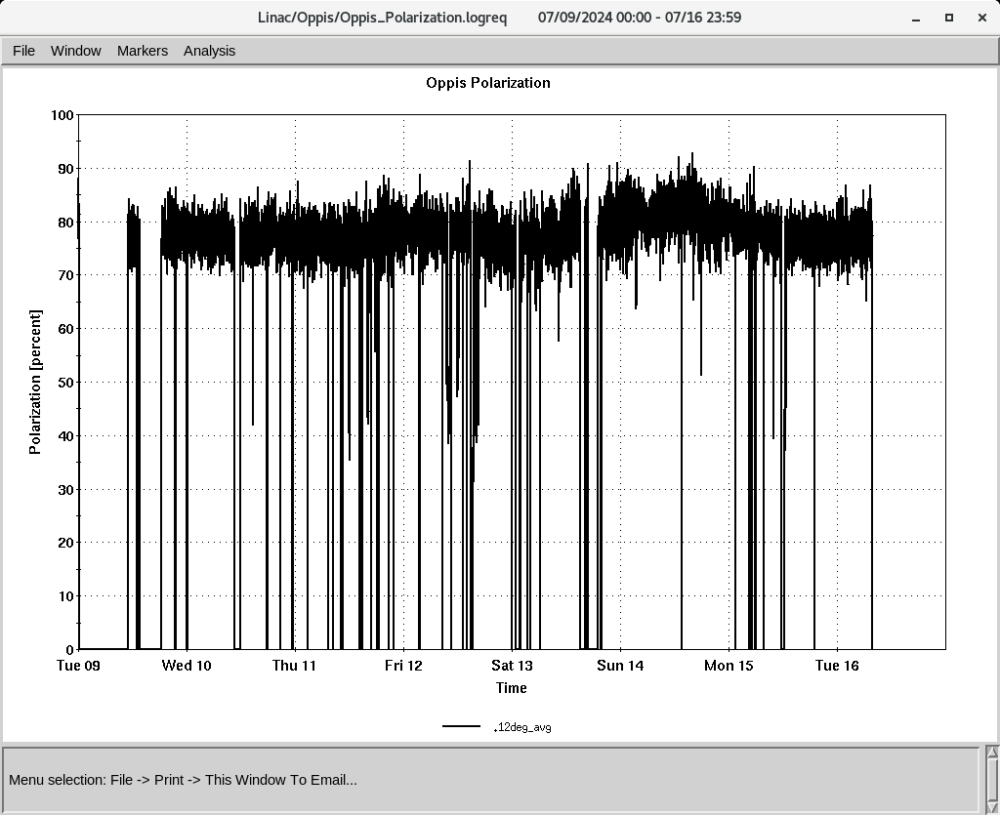 Linac/Oppis/Oppis_Polarization.logreq 07/09/2024 00:00 - 07/16 23:59
File Window Markers Analysis
Oppis Polarization
100
90
80
70
60
50
40
30
20
10
0
Polarization [percent]
Tue 09 Wed 10 Thu 11 Fri 12 Sat 13 Sun 14 Mon 15 Tue 16
Time
.12deg_avg
Menu selection: File -> Print -> This Window To Email...